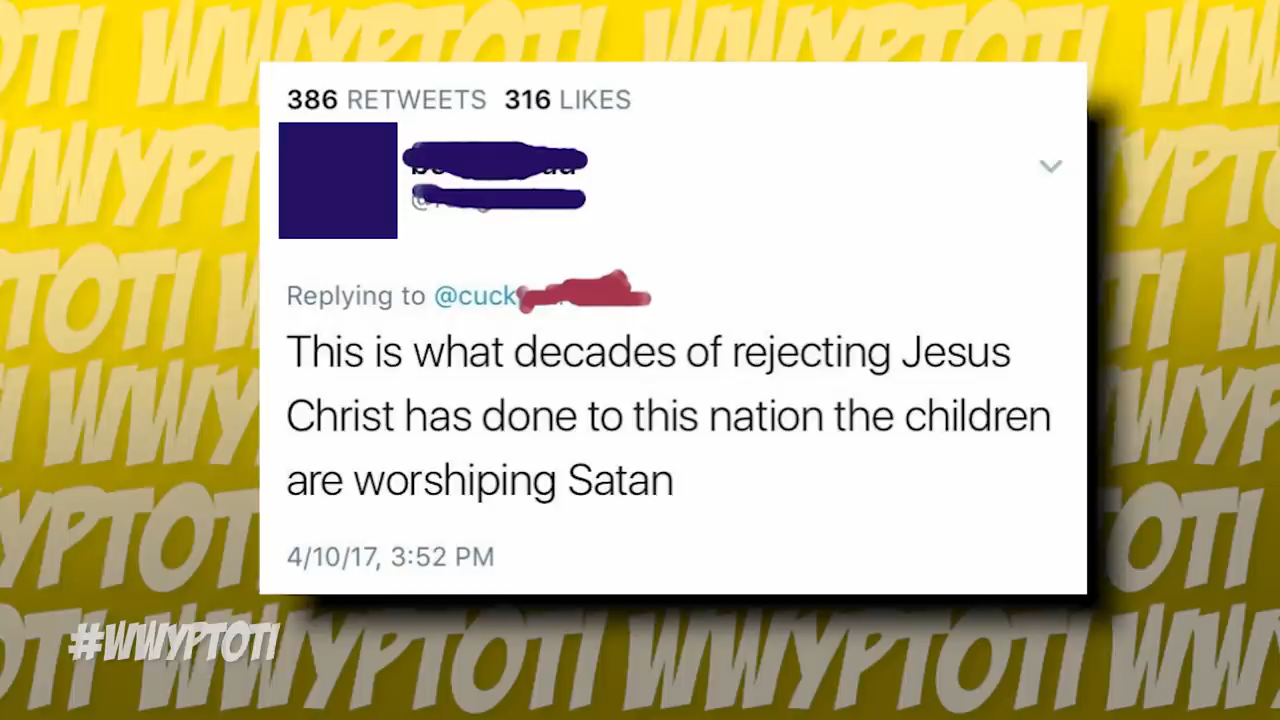 386 RETWEETS 316 LIKES
Replying to @cuck
This is what decades of rejecting Jesus
Christ has done to this nation the children
are worshiping Satan
4/10/17, 3:52 PM
#WWYPTOTI